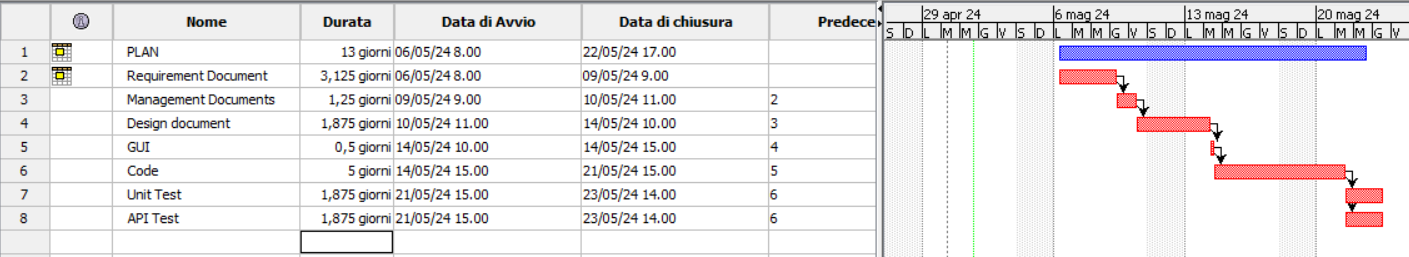 Nome Durata Data di Avvio Data di chiusura Predece
1 PLAN 13 giorni 06/05/24 8.00 22/05/24 17.00
2 Requirement Document 3,125 giorni 06/05/24 8.00 09/05/24 9.00
3 Management Documents 1,25 giorni 09/05/24 9.00 10/05/24 11.00 2
4 Design document 1,875 giorni 10/05/24 11.00 14/05/24 10.00 3
5 GUI 0,5 giorni 14/05/24 10.00 14/05/24 15.00 4
6 Code 5 giorni 14/05/24 15.00 21/05/24 15.00 5
7 Unit Test 1,875 giorni 21/05/24 15.00 23/05/24 14.00 6
8 API Test 1,875 giorni 21/05/24 15.00 23/05/24 14.00 6
29 apr 24 6 mag 24 13 mag 24 20 mag 24
S D L M M G V S D L M M G V S D L M M G V S D L M M G V